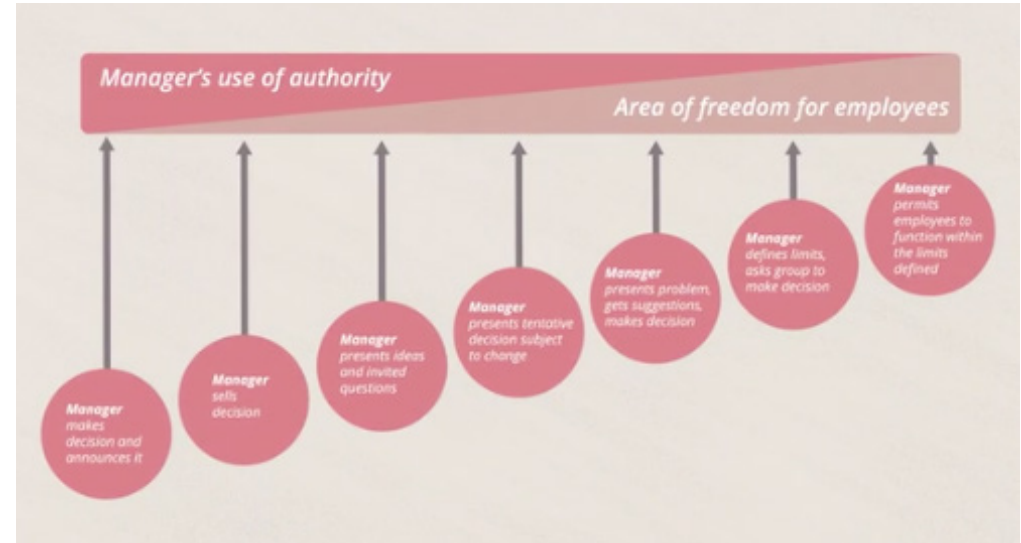 Manager's use of authority
Area of freedom for employees
Manager
makes
decision and
announces it
Manager
sells
decision
Manager
presents ideas
and invited
questions
Manager
presents tentative
decision subject
to change
Manager
presents problem,
gets suggestions,
makes decision
Manager
defines limits,
asks group to
make decision
Manager
permits
employees to
function within
the limits
defined